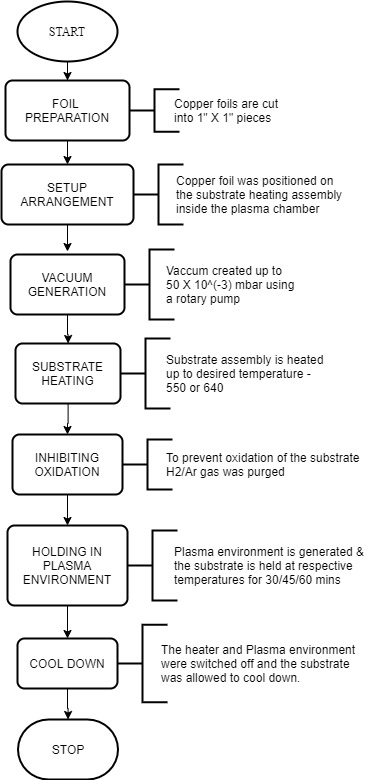 START
FOIL
PREPARATION
Copper foils are cut
into 1" X 1" pieces
SETUP
ARRANGEMENT
Copper foil was positioned on
the substrate heating assembly
inside the plasma chamber
VACUUM
GENERATION
Vaccum created up to
50 X 10^(-3) mbar using
a rotary pump
SUBSTRATE
HEATING
Substrate assembly is heated
up to desired temperature -
550 or 640
INHIBITING
OXIDATION
To prevent oxidation of the substrate
H2/Ar gas was purged
HOLDING IN
PLASMA
ENVIRONMENT
Plasma environment is generated &
the substrate is held at respective
temperatures for 30/45/60 mins
COOL DOWN
The heater and Plasma environment
were switched off and the substrate
was allowed to cool down.
STOP